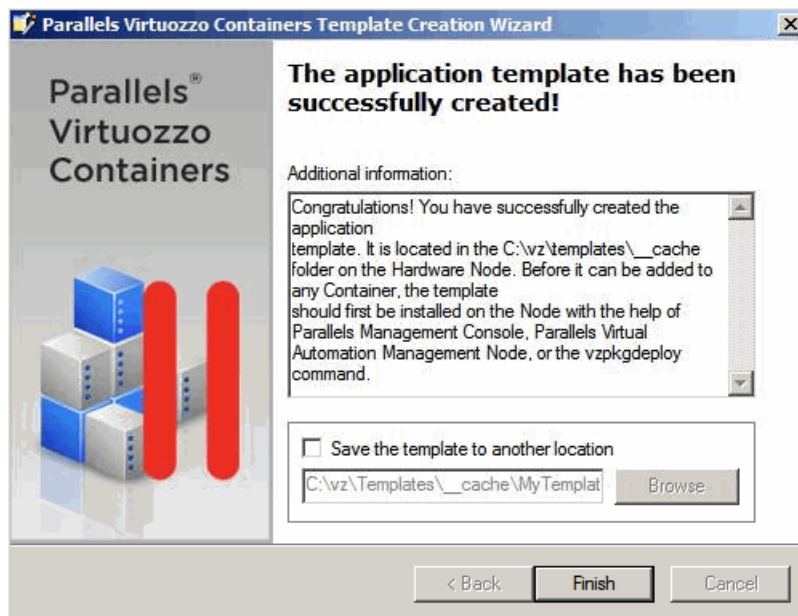 Parallels Virtuozzo Containers Template Creation Wizard
Parallels®
Virtuozzo
Containers
The application template has been
successfully created!
Additional information:
Congratulations! You have successfully created the
application
template. It is located in the C:\vz\templates\__cache
folder on the Hardware Node. Before it can be added to
any Container, the template
should first be installed on the Node with the help of
Parallels Management Console, Parallels Virtual
Automation Management Node, or the vzpkgdeploy
command.
Save the template to another location
C:\vz\Templates\__cache\MyTemplat
Browse
< Back
Finish
Cancel